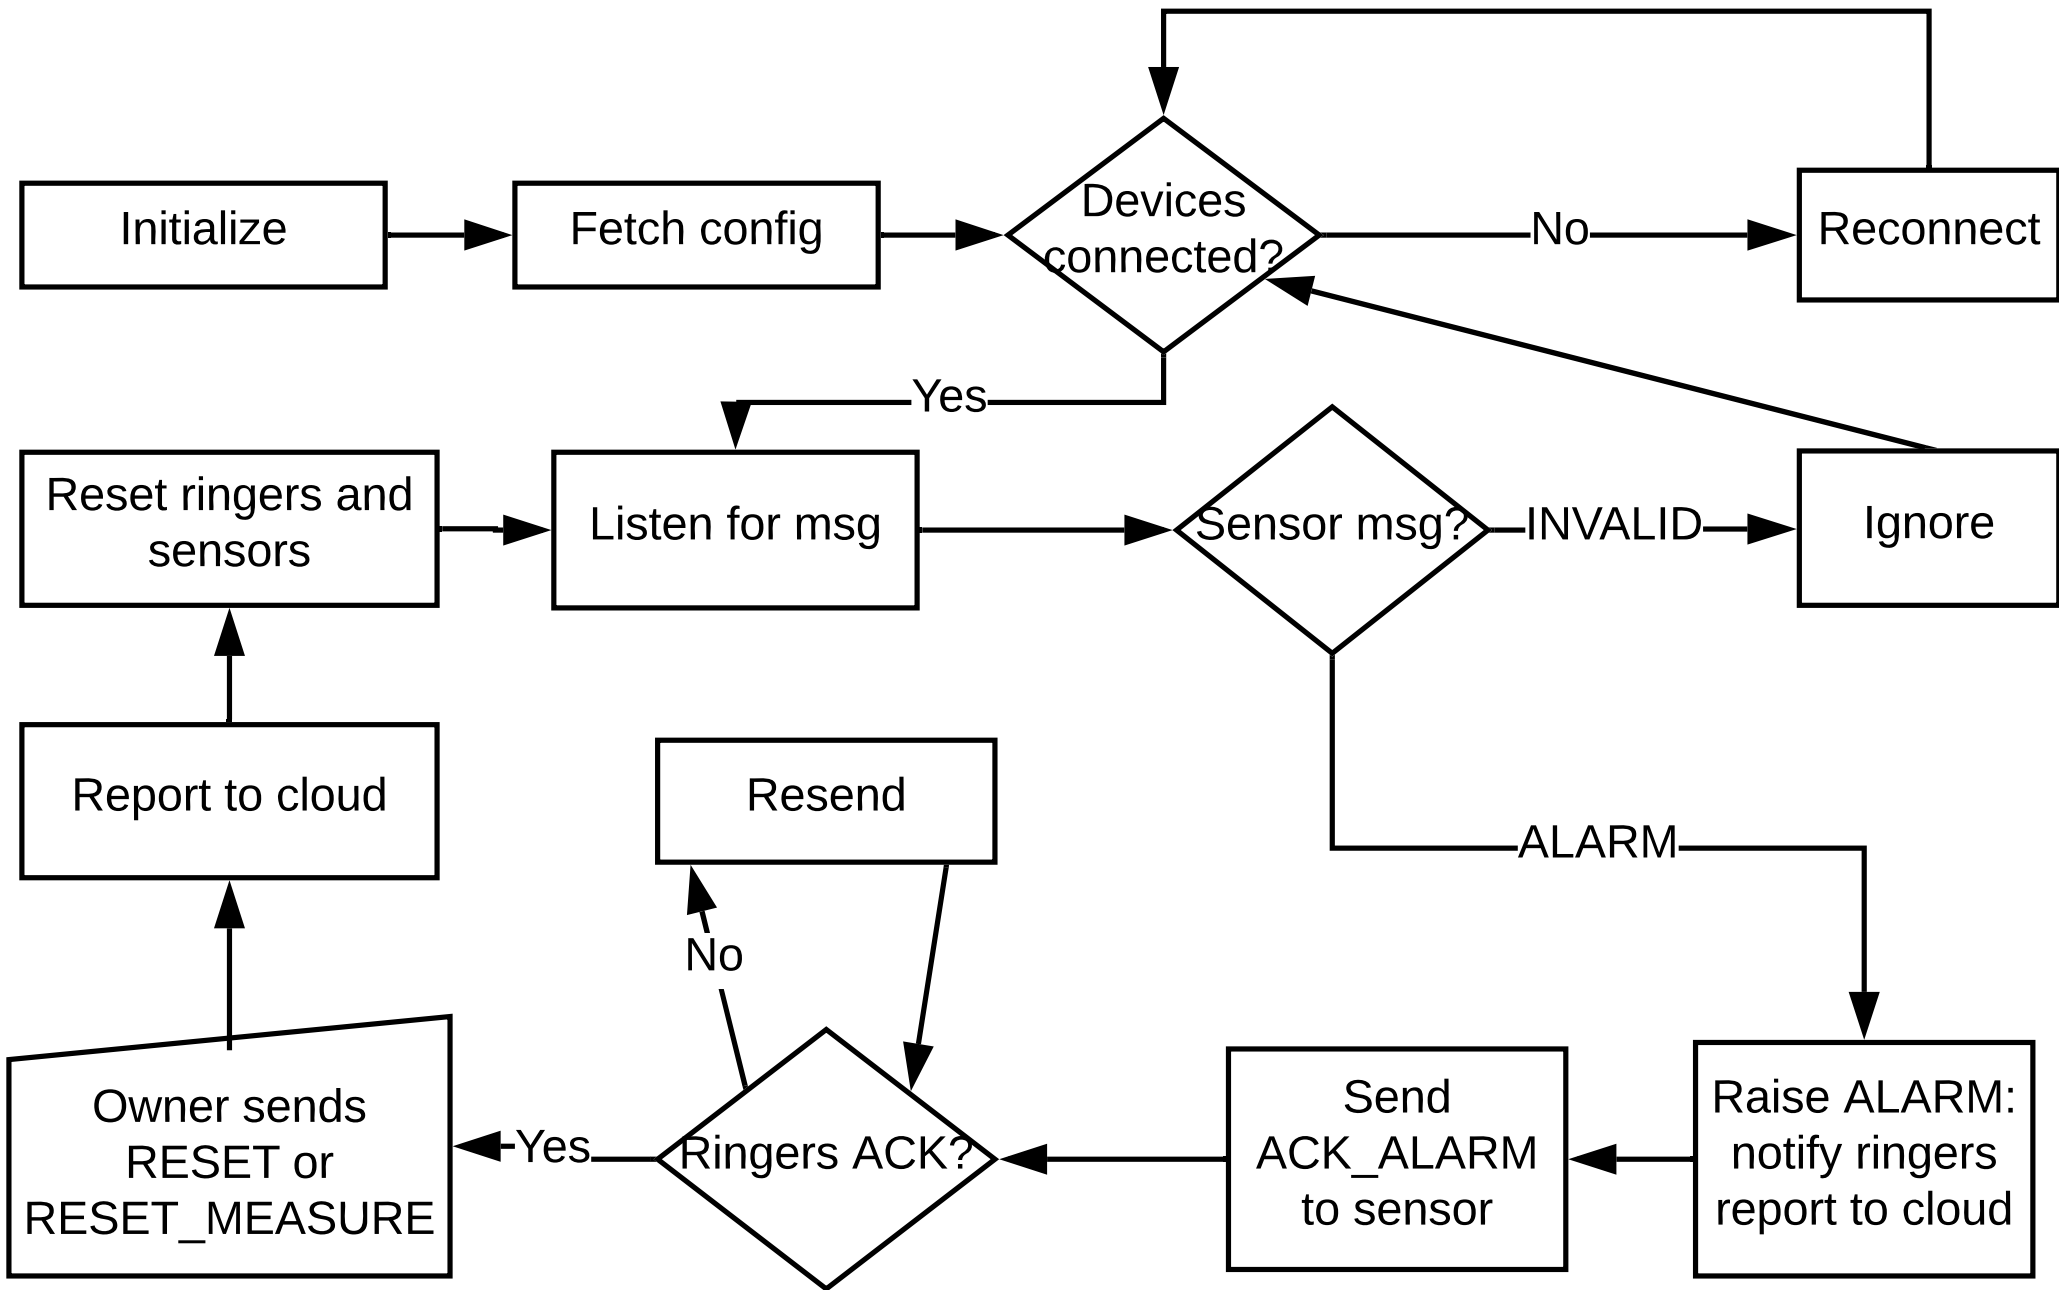 Initialize
Fetch config
Devices
connected?
No
Reconnect
Yes
Reset ringers and
sensors
Listen for msg
Sensor msg?
INVALID
Ignore
Report to cloud
Resend
ALARM
No
Owner sends
RESET or
RESET_MEASURE
Yes
Ringers ACK?
Send
ACK_ALARM
to sensor
Raise ALARM:
notify ringers
report to cloud